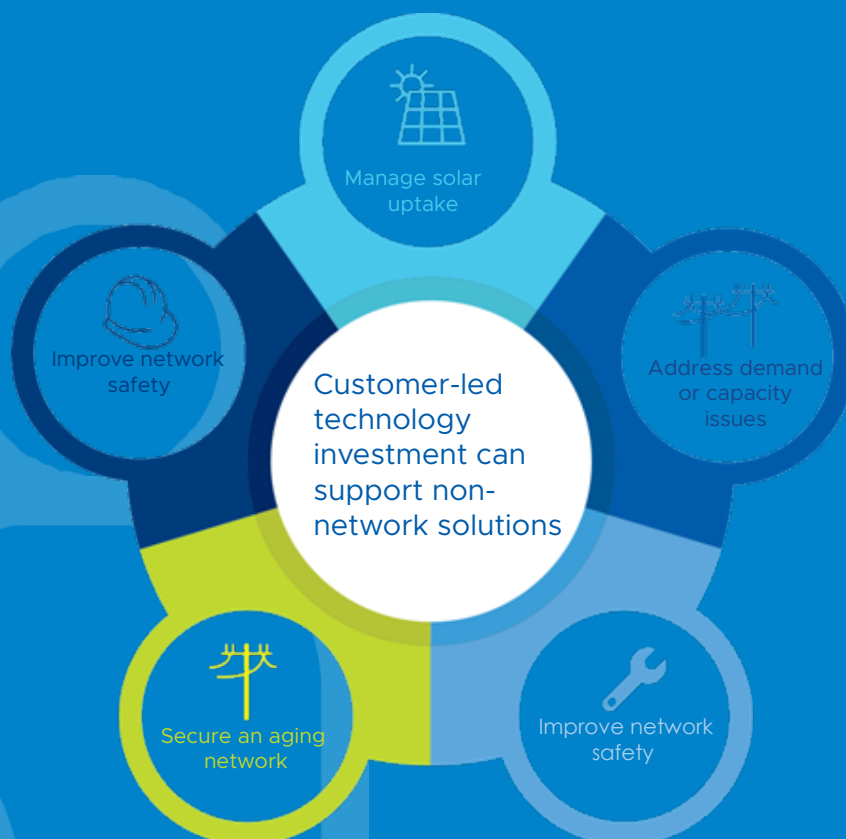 Manage solar
uptake
Improve network
safety
Address demand
or capacity
issues
Customer-led
technology
investment can
support non-
network solutions
Secure an aging
network
Improve network
safety